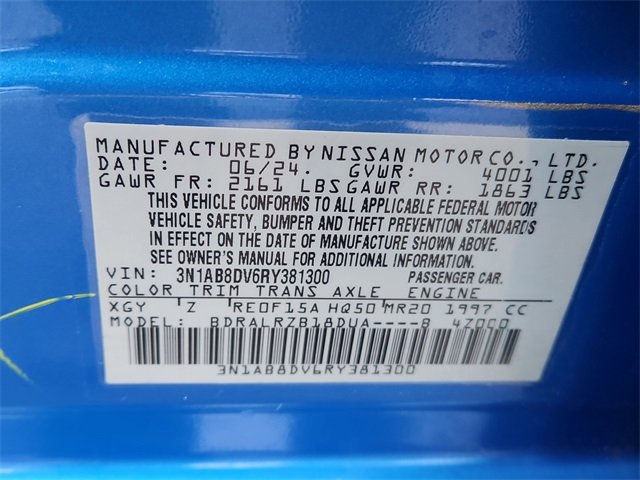 MANUFACTURED BY NISSAN MOTOR CO., LTD.
DATE: 06/24. GVWR: 4001 LBS
GAWR FR: 2161 LBS GAWR RR: 1863 LBS
THIS VEHICLE CONFORMS TO ALL APPLICABLE FEDERAL MOTOR
VEHICLE SAFETY, BUMPER AND THEFT PREVENTION STANDARDS
IN EFFECT ON THE DATE OF MANUFACTURE SHOWN ABOVE.
SEE OWNER'S MANUAL FOR ADDITIONAL INFORMATION.
VIN: 3N1AB8DV6RY381300 PASSENGER CAR.
COLOR TRIM TRANS AXLE ENGINE
XGY Z RE0F15A HQ50 MR20 1997 CC
MODEL: BDRALRZB18DUA----B 4Z000
3N1AB8DV6RY381300